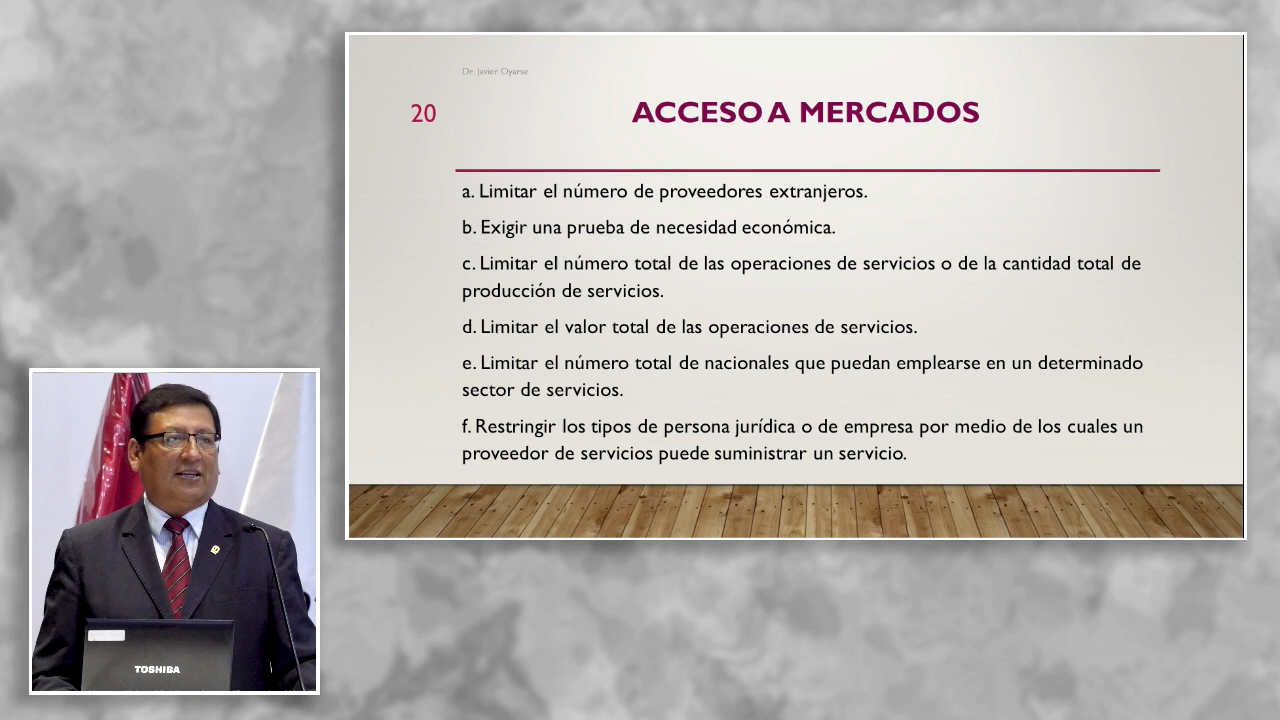 Dr. Javier Oyarse
20
ACCESO A MERCADOS
a. Limitar el número de proveedores extranjeros.
b. Exigir una prueba de necesidad económica.
c. Limitar el número total de las operaciones de servicios o de la cantidad total de
producción de servicios.
d. Limitar el valor total de las operaciones de servicios.
e. Limitar el número total de nacionales que puedan emplearse en un determinado
sector de servicios.
f. Restringir los tipos de persona jurídica o de empresa por medio de los cuales un
proveedor de servicios puede suministrar un servicio.
TOSHIBA